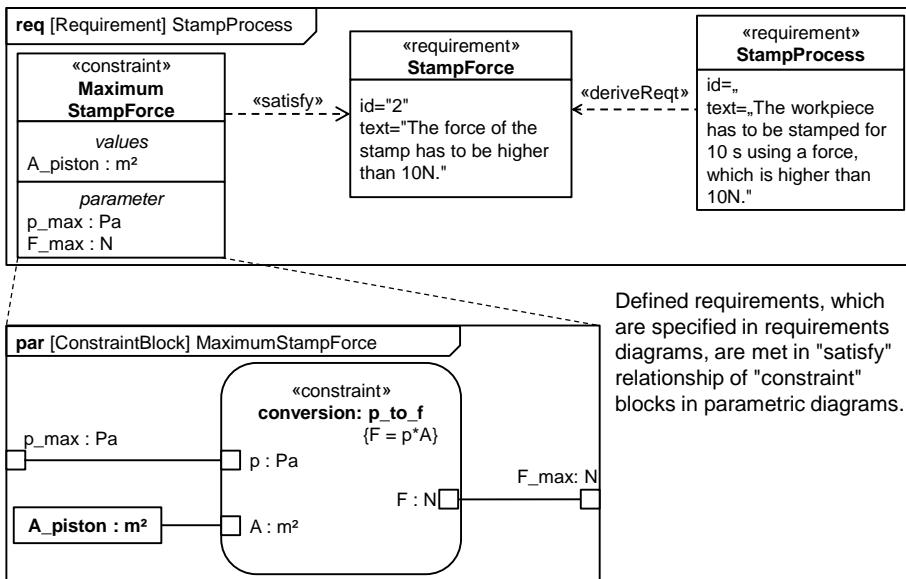 req [Requirement] StampProcess
«constraint»
Maximum
StampForce
values
A_piston : m²
parameter
p_max : Pa
F_max : N
«satisfy»
«requirement»
StampForce
id="2"
text="The force of the
stamp has to be higher
than 10N."
«deriveReqt»
«requirement»
StampProcess
id=„
text=„The workpiece
has to be stamped for
10 s using a force,
which is higher than
10N."
Defined requirements, which
are specified in requirements
diagrams, are met in "satisfy"
relationship of "constraint"
blocks in parametric diagrams.
par [ConstraintBlock] MaximumStampForce
«constraint»
conversion: p_to_f
{F = p*A}
p_max : Pa
p : Pa
F_max: N
F : N
A_piston : m²
A : m²